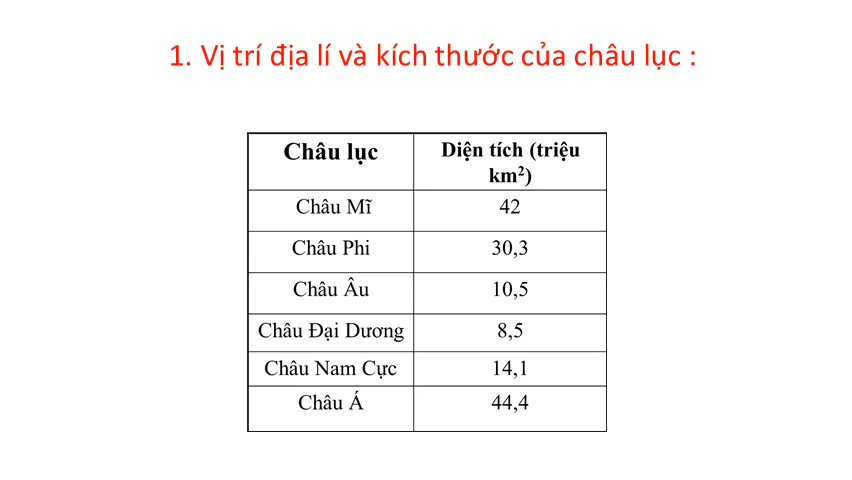 1. Vị trí địa lí và kích thước của châu lục :
Châu lục
Diện tích (triệu
km²)
Châu Mĩ 42
Châu Phi 30,3
Châu Âu 10,5
Châu Đại Dương 8,5
Châu Nam Cực 14,1
Châu Á 44,4